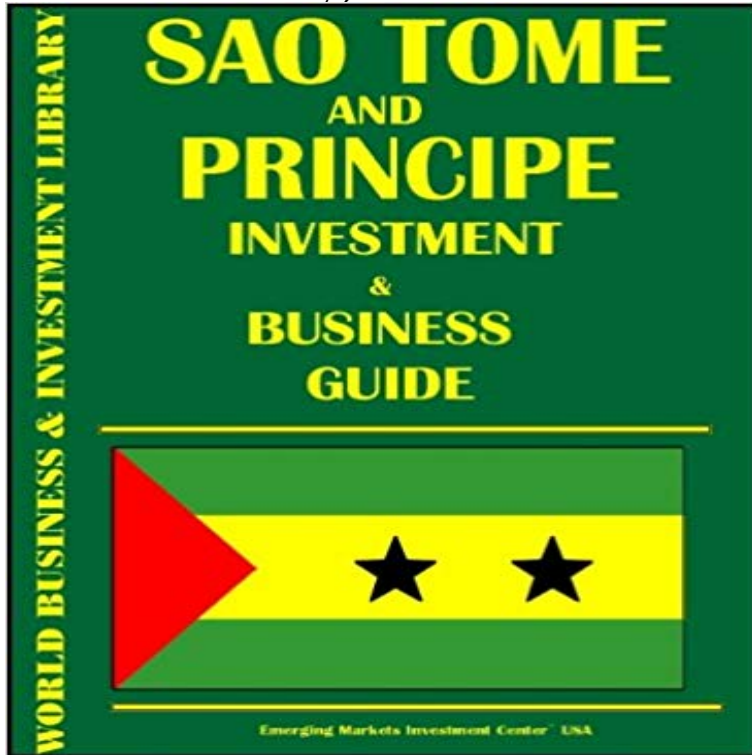 WORLD BUSINESS & INVESTMENT LIBRARY
SAO TOME
AND
PRINCIPE
INVESTMENT
&
BUSINESS
GUIDE
Emerging Markets Investment Center USA